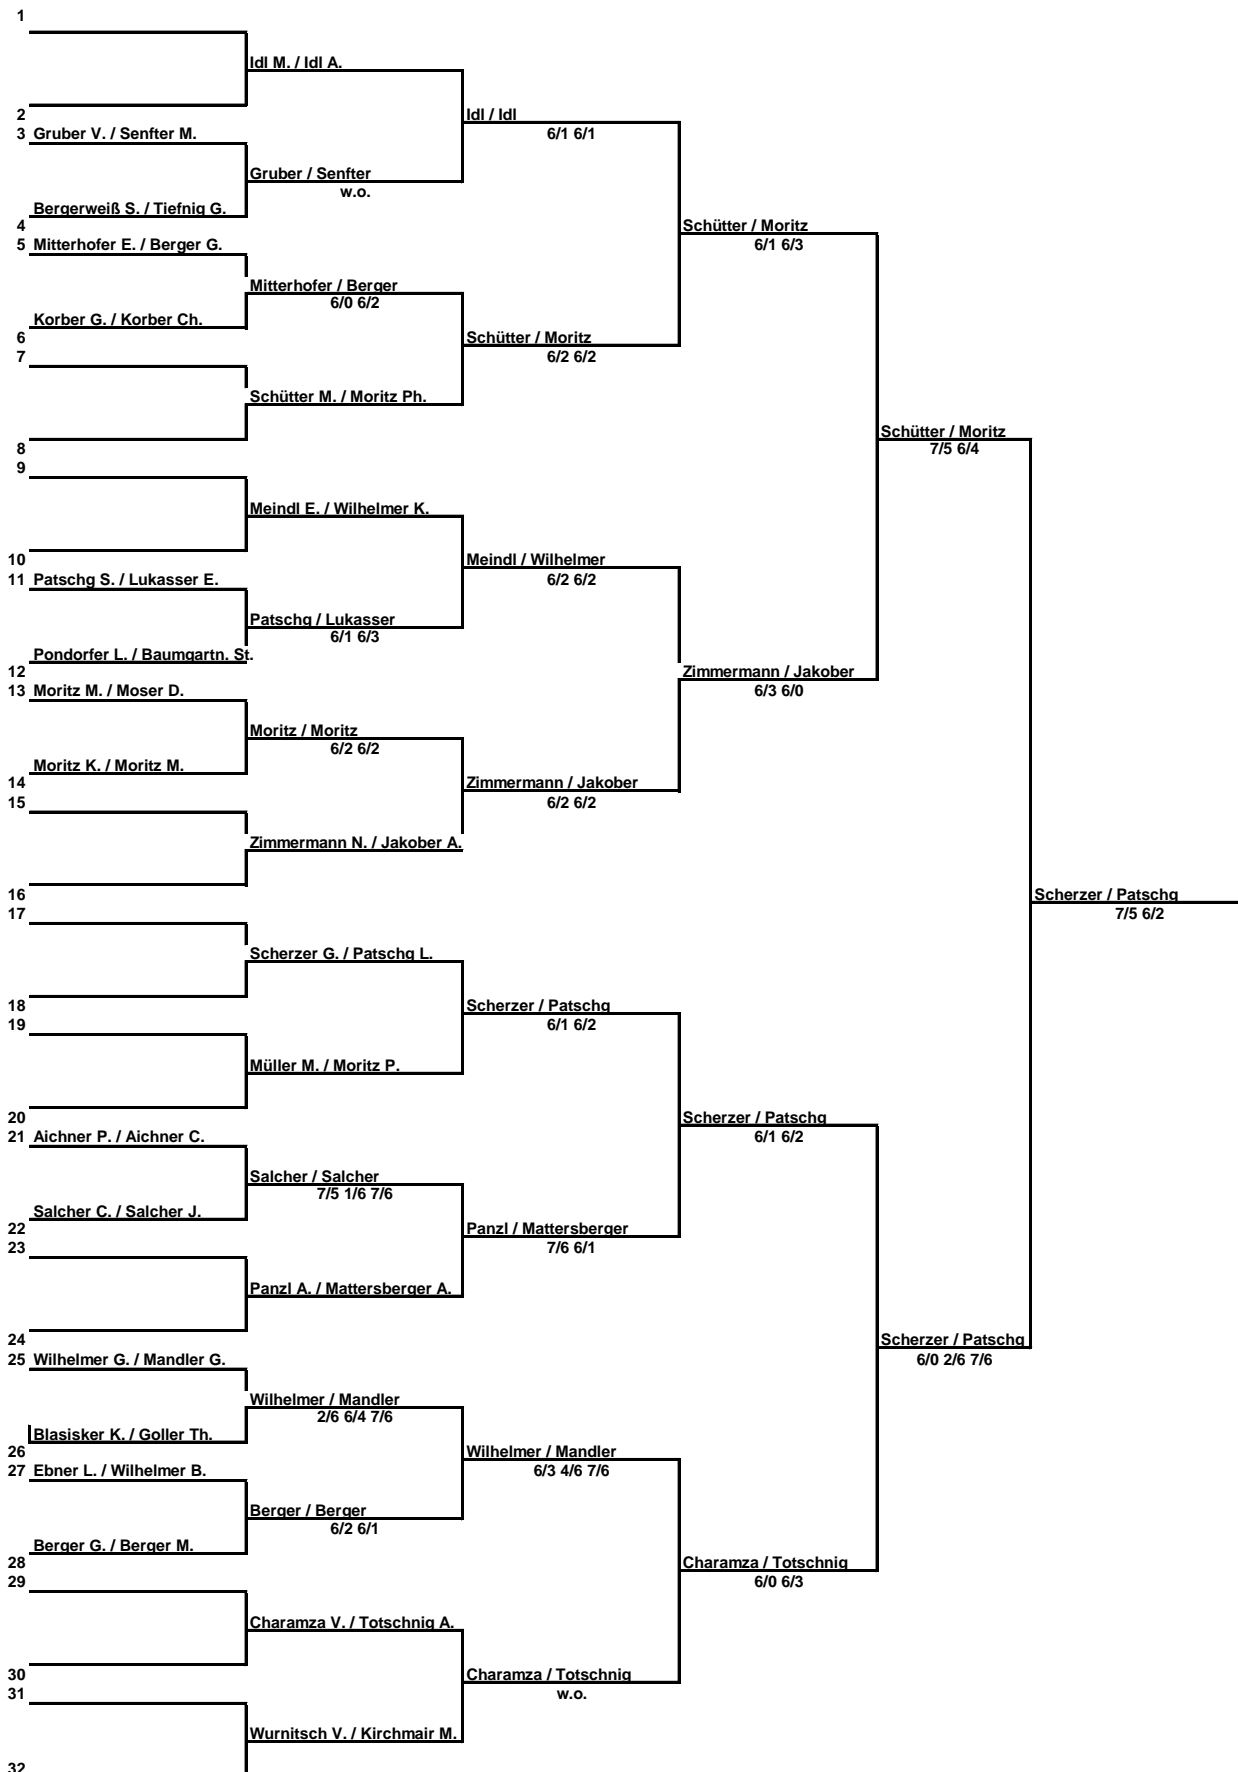 1
Idl M. / Idl A.
2
Idl / Idl
3 Gruber V. / Senfter M.
6/1 6/1
Gruber / Senfter
w.o.
Bergerweiß S. / Tiefnig G.
4
Schütter / Moritz
5 Mitterhofer E. / Berger G.
6/1 6/3
Mitterhofer / Berger
6/0 6/2
Korber G. / Korber Ch.
6
Schütter / Moritz
7
6/2 6/2
Schütter M. / Moritz Ph.
Schütter / Moritz
7/5 6/4
8
9
Meindl E. / Wilhelmer K.
10
Meindl / Wilhelmer
11 Patschg S. / Lukasser E.
6/2 6/2
Patschg / Lukasser
6/1 6/3
Pondorfer L. / Baumgartn. St.
12
Zimmermann / Jakober
13 Moritz M. / Moser D.
6/3 6/0
Moritz / Moritz
6/2 6/2
Moritz K. / Moritz M.
14
Zimmermann / Jakober
15
6/2 6/2
Zimmermann N. / Jakober A.
16
Scherzer / Patschg
17
7/5 6/2
Scherzer G. / Patschg L.
18
Scherzer / Patschg
19
6/1 6/2
Müller M. / Moritz P.
20
Scherzer / Patschg
21 Aichner P. / Aichner C.
6/1 6/2
Salcher / Salcher
7/5 1/6 7/6
Salcher C. / Salcher J.
22
Panzl / Mattersberger
23
7/6 6/1
Panzl A. / Mattersberger A.
24
Scherzer / Patschg
25 Wilhelmer G. / Mandler G.
6/0 2/6 7/6
Wilhelmer / Mandler
2/6 6/4 7/6
Blasisker K. / Goller Th.
26
Wilhelmer / Mandler
27 Ebner L. / Wilhelmer B.
6/3 4/6 7/6
Berger / Berger
6/2 6/1
Berger G. / Berger M.
28
Charamza / Totschnig
29
6/0 6/3
Charamza V. / Totschnig A.
30
Charamza / Totschnig
31
w.o.
Wurnitsch V. / Kirchmair M.
32